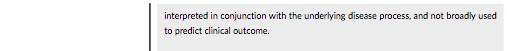 interpreted in conjunction with the underlying disease process, and not broadly used
to predict clinical outcome.